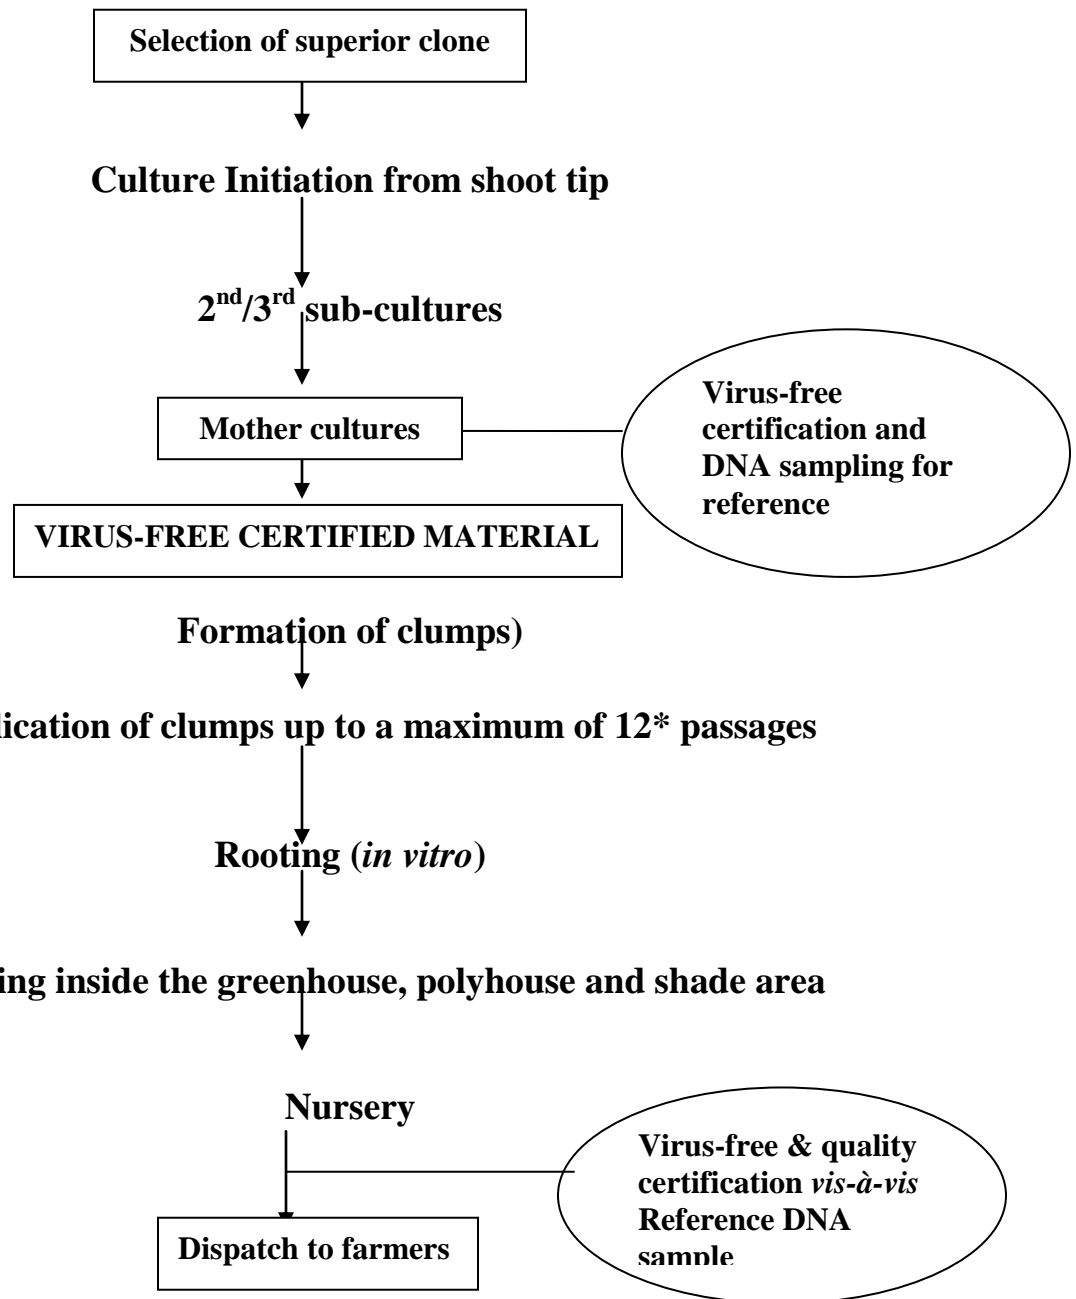 Selection of superior clone
Culture Initiation from shoot tip
2nd/3rd sub-cultures
Mother cultures
Virus-free
certification and
DNA sampling for
reference
VIRUS-FREE CERTIFIED MATERIAL
Formation of clumps)
lication of clumps up to a maximum of 12* passages
Rooting (in vitro)
ing inside the greenhouse, polyhouse and shade area
Nursery
Virus-free & quality
certification vis-à-vis
Reference DNA
sample
Dispatch to farmers